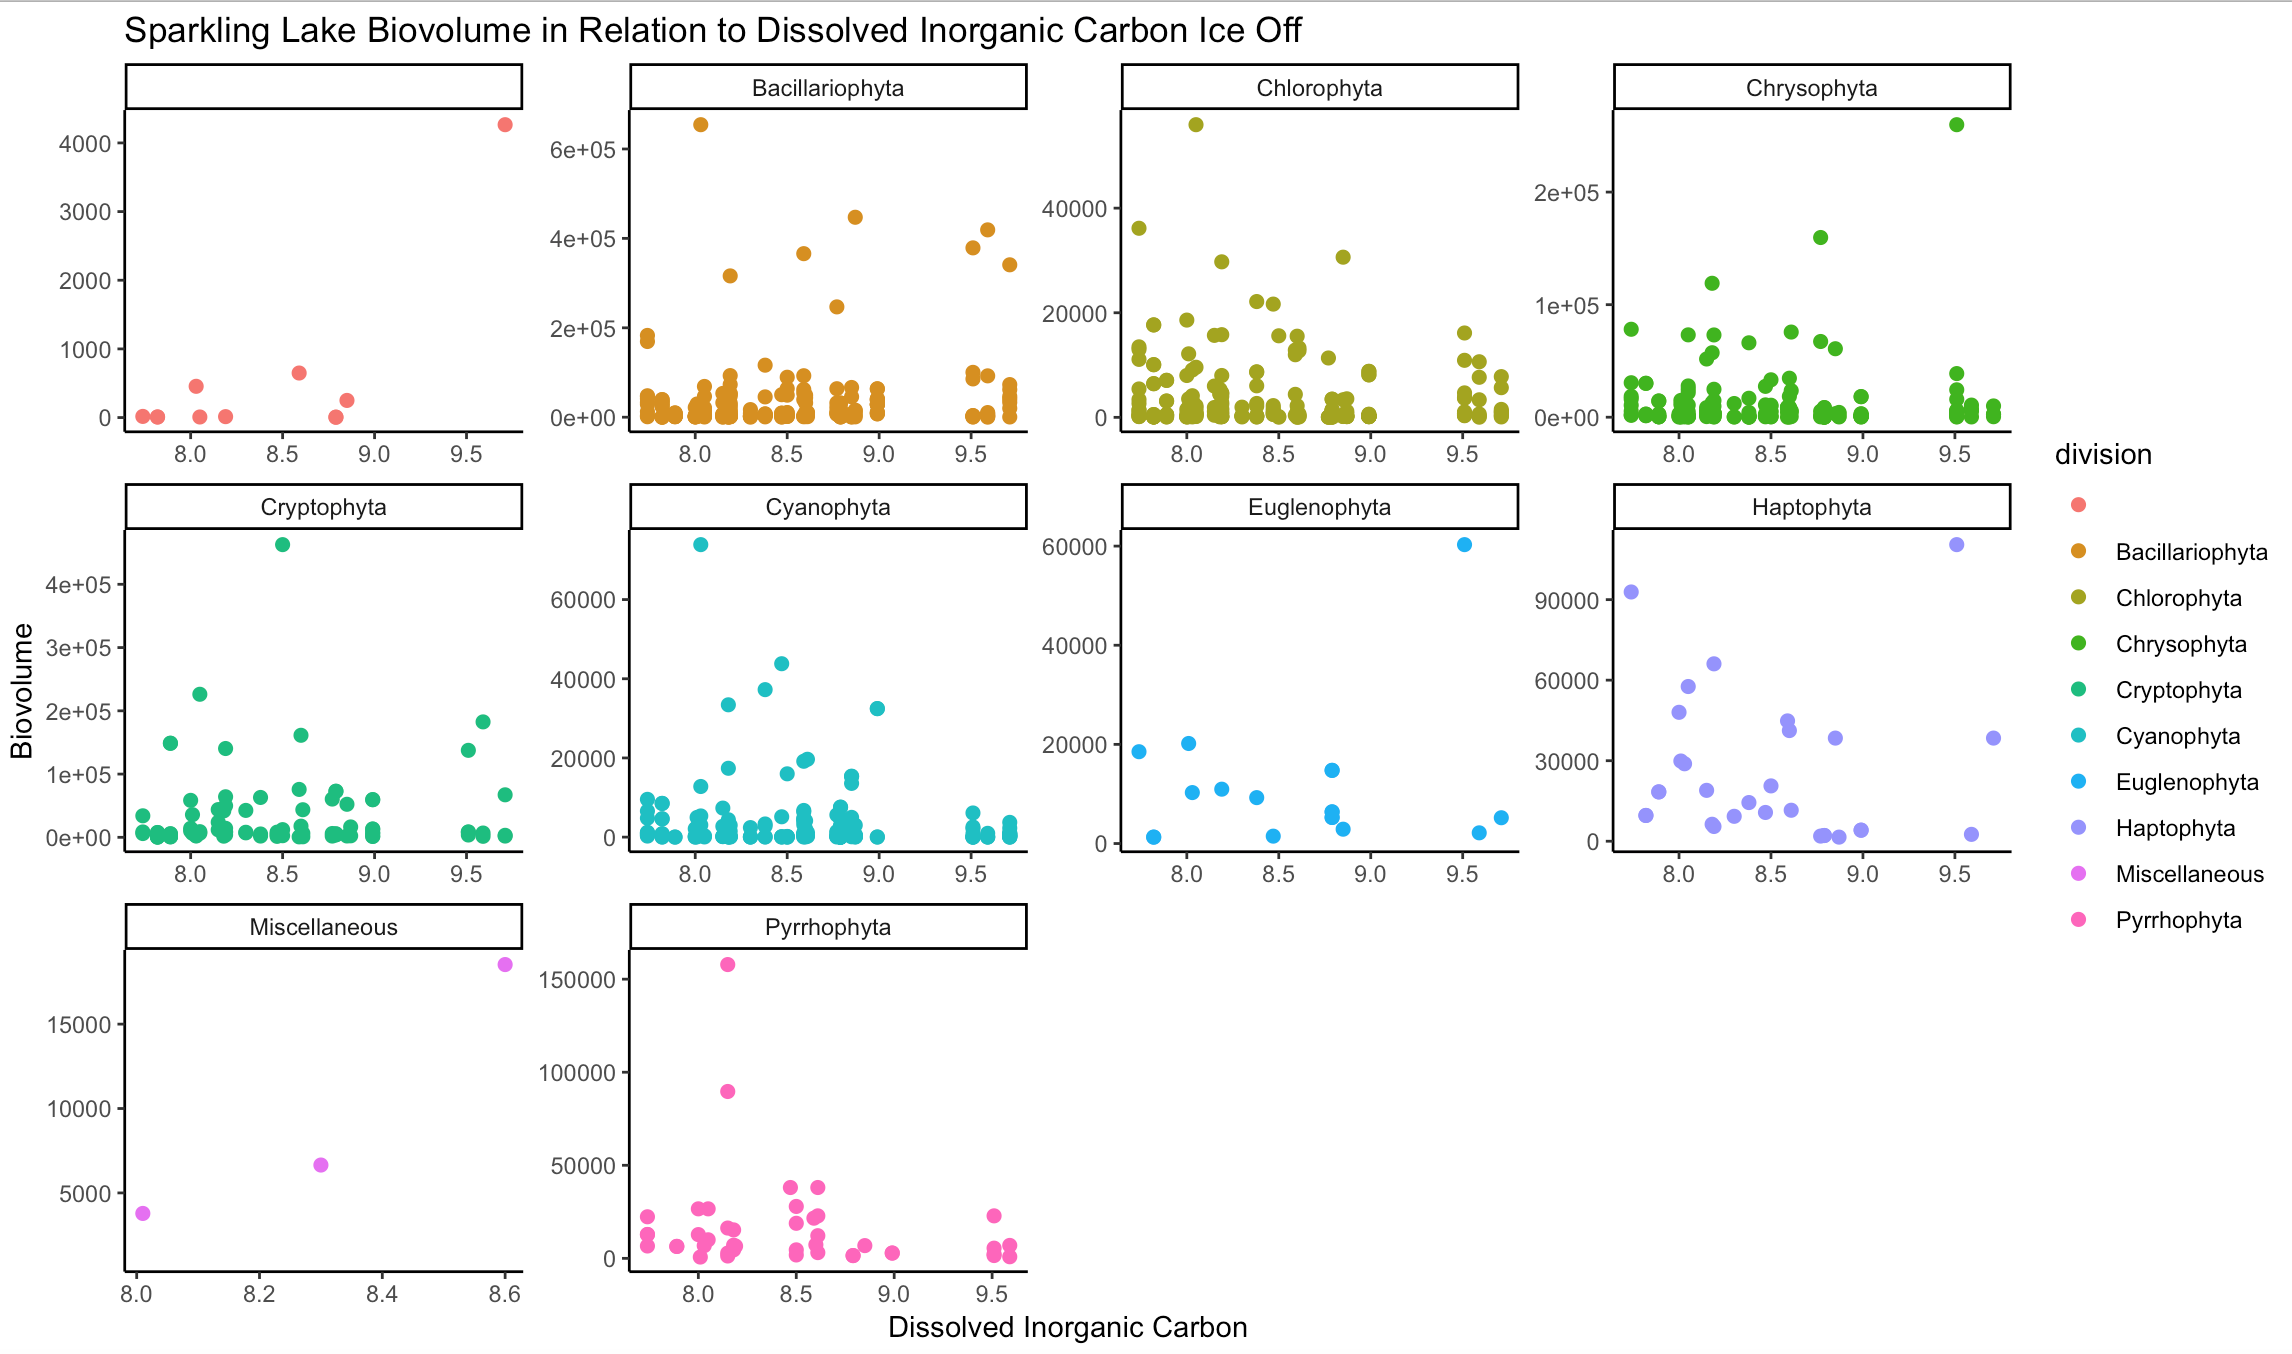 Sparkling Lake Biovolume in Relation to Dissolved Inorganic Carbon Ice Off
Bacillariophyta
Chlorophyta
Chrysophyta
4000
3000
2000
1000
0
8.0 8.5 9.0 9.5
6e+05
4e+05
2e+05
0e+00
8.0 8.5 9.0 9.5
40000
20000
0
8.0 8.5 9.0 9.5
2e+05
1e+05
0e+00
8.0 8.5 9.0 9.5
Cryptophyta
Cyanophyta
Euglenophyta
Haptophyta
4e+05
3e+05
2e+05
1e+05
0e+00
8.0 8.5 9.0 9.5
60000
40000
20000
0
8.0 8.5 9.0 9.5
60000
40000
20000
0
8.0 8.5 9.0 9.5
90000
60000
30000
0
8.0 8.5 9.0 9.5
Miscellaneous
Pyrrhophyta
15000
10000
5000
8.0 8.2 8.4 8.6
150000
100000
50000
0
8.0 8.5 9.0 9.5
Biovolume
Dissolved Inorganic Carbon
division
Bacillariophyta
Chlorophyta
Chrysophyta
Cryptophyta
Cyanophyta
Euglenophyta
Haptophyta
Miscellaneous
Pyrrhophyta